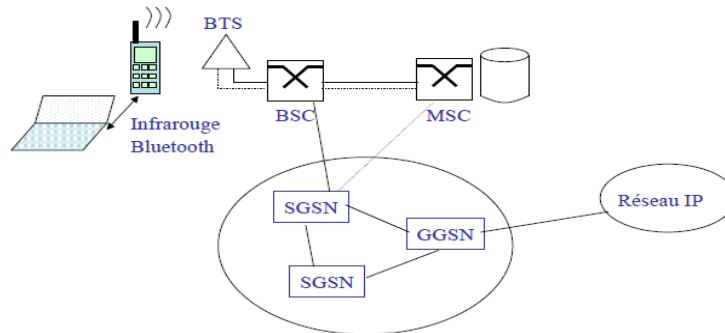 BTS
BSC
MSC
Infrarouge
Bluetooth
SGSN
GGSN
SGSN
Réseau IP